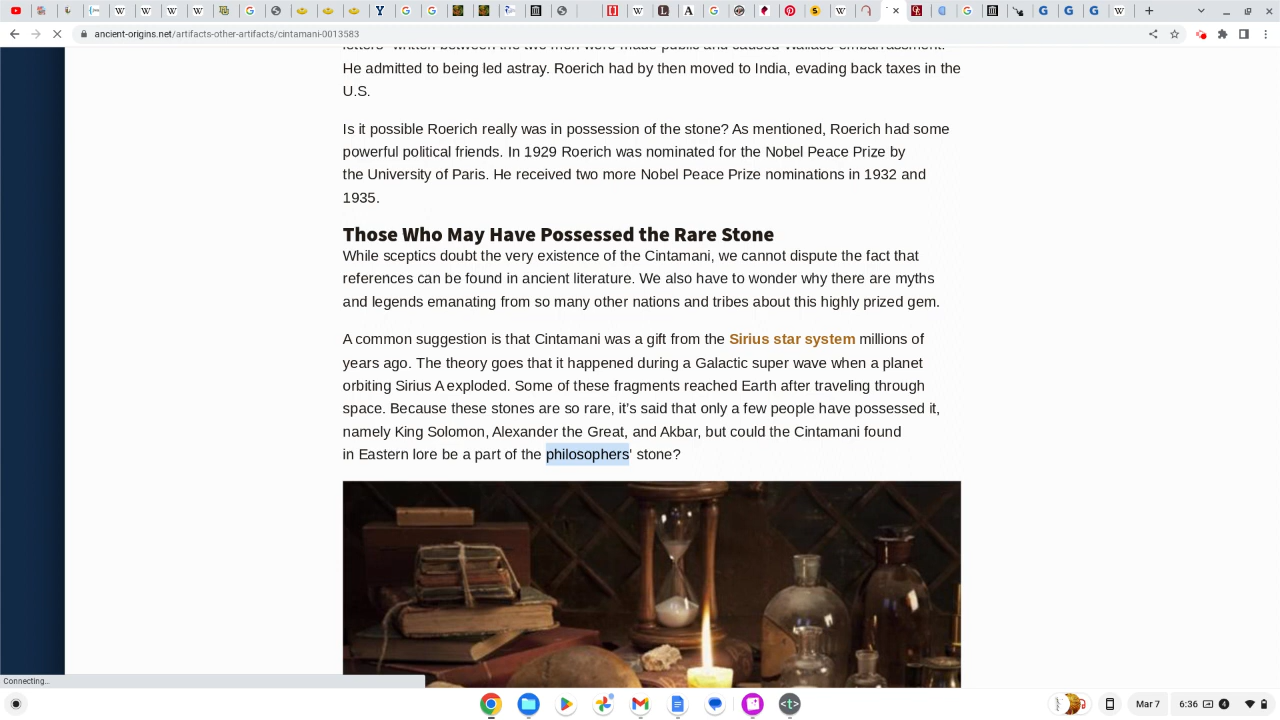 ancient-origins.net/artifacts-other-artifacts/cintamani-0013583
He admitted to being led astray. Roerich had by then moved to India, evading back taxes in the
U.S.
Is it possible Roerich really was in possession of the stone? As mentioned, Roerich had some
powerful political friends. In 1929 Roerich was nominated for the Nobel Peace Prize by
the University of Paris. He received two more Nobel Peace Prize nominations in 1932 and
1935.
Those Who May Have Possessed the Rare Stone
While sceptics doubt the very existence of the Cintamani, we cannot dispute the fact that
references can be found in ancient literature. We also have to wonder why there are myths
and legends emanating from so many other nations and tribes about this highly prized gem.
A common suggestion is that Cintamani was a gift from the Sirius star system millions of
years ago. The theory goes that it happened during a Galactic super wave when a planet
orbiting Sirius A exploded. Some of these fragments reached Earth after traveling through
space. Because these stones are so rare, it’s said that only a few people have possessed it,
namely King Solomon, Alexander the Great, and Akbar, but could the Cintamani found
in Eastern lore be a part of the philosophers’ stone?
Connecting...
Mar 7
6:36
4